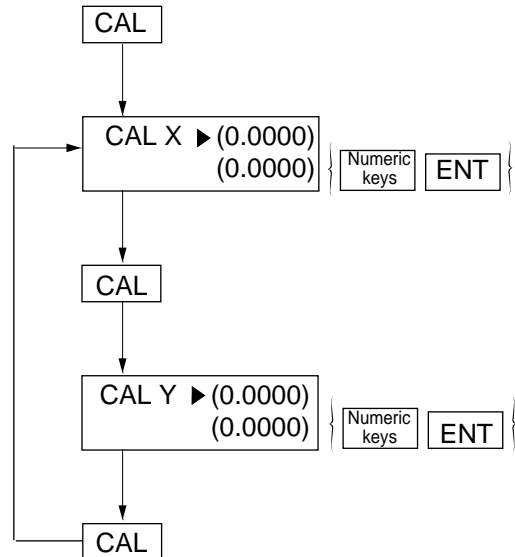 CAL
CAL X ▶ (0.0000)
(0.0000)
Numeric
keys
ENT
CAL
CAL Y ▶ (0.0000)
(0.0000)
Numeric
keys
ENT
CAL